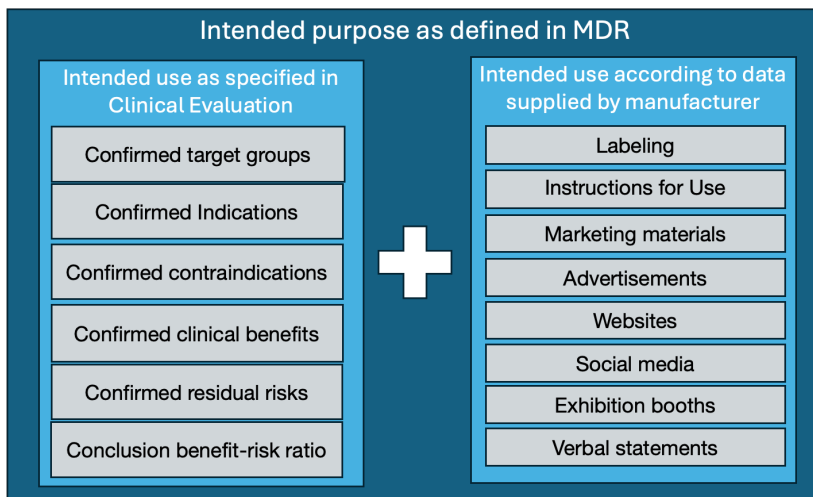 Intended purpose as defined in MDR
Intended use as specified in
Clinical Evaluation
Confirmed target groups
Confirmed Indications
Confirmed contraindications
Confirmed clinical benefits
Confirmed residual risks
Conclusion benefit-risk ratio
Intended use according to data
supplied by manufacturer
Labeling
Instructions for Use
Marketing materials
Advertisements
Websites
Social media
Exhibition booths
Verbal statements